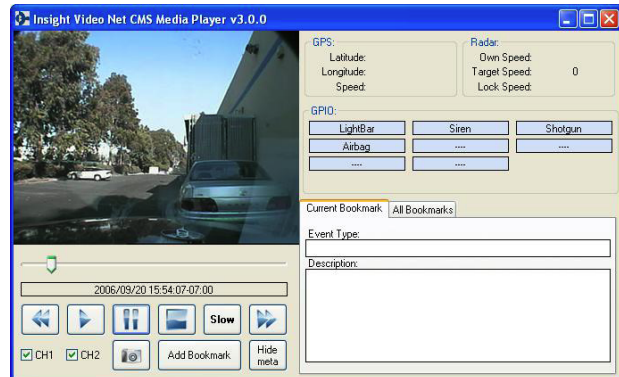 Insight Video Net CMS Media Player v3.0.0
GPS:
Latitude:
Longitude:
Speed:
Radar:
Own Speed:
Target Speed: 0
Lock Speed:
GPIO:
LightBar Siren Shotgun
Airbag ---- ----
---- ----
Current Bookmark All Bookmarks
Event Type:
Description:
2006/09/20 15:54:07-07:00
Slow
CH1 CH2 Add Bookmark Hide meta